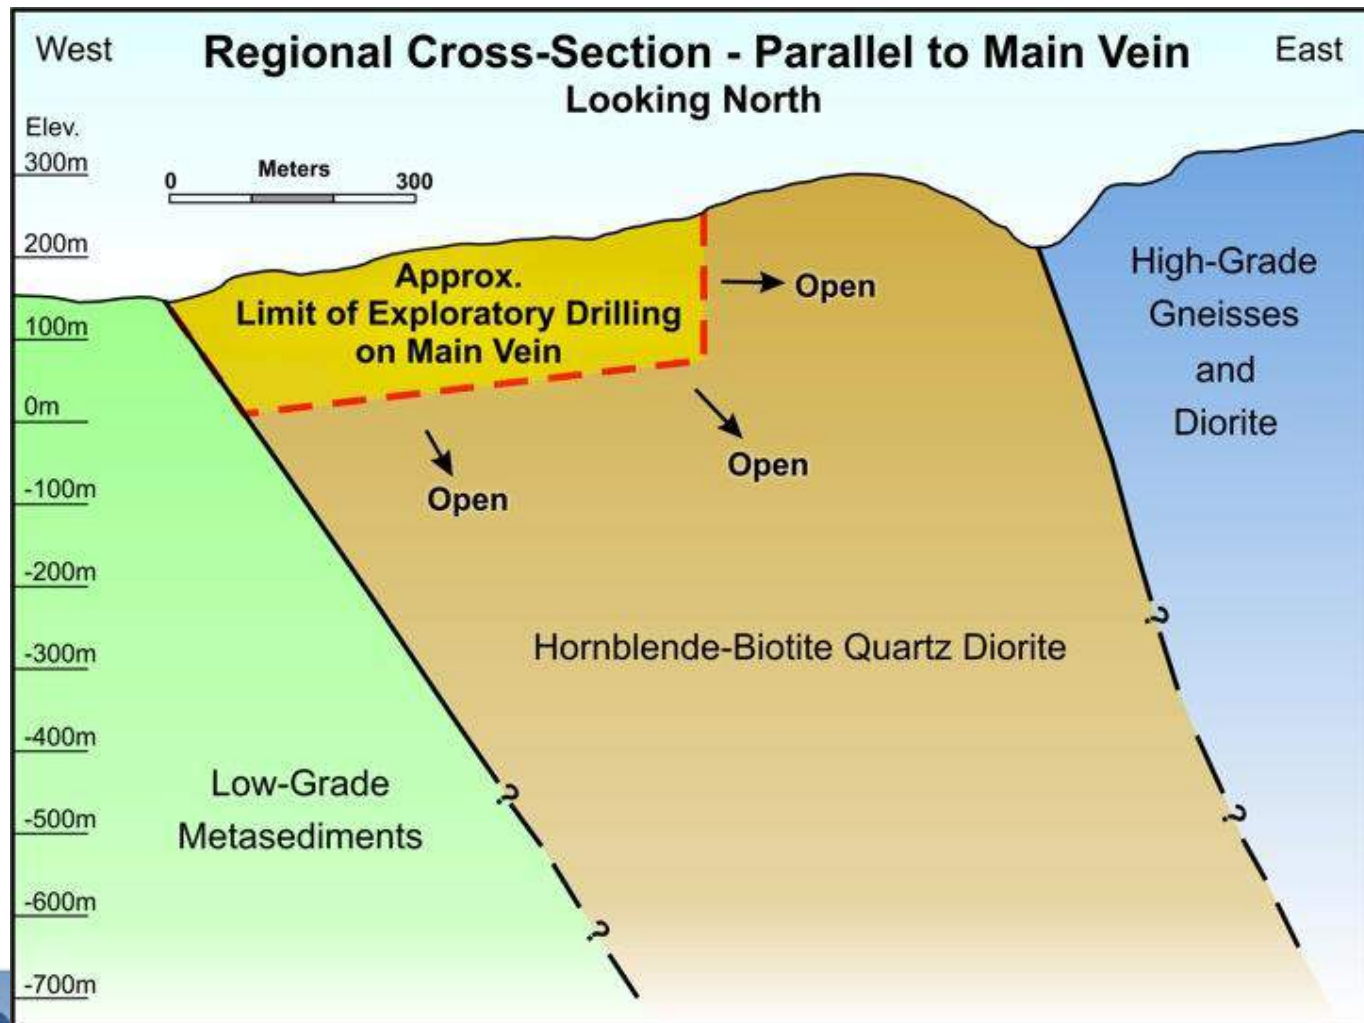 West
Regional Cross-Section - Parallel to Main Vein
East
Looking North
Elev.
300m
0
Meters
300
200m
100m
0m
-100m
-200m
-300m
-400m
-500m
-600m
-700m
Approx.
Limit of Exploratory Drilling
on Main Vein
Open
Open
Open
High-Grade
Gneisses
and
Diorite
Hornblende-Biotite Quartz Diorite
Low-Grade
Metasediments
?
?
?
?